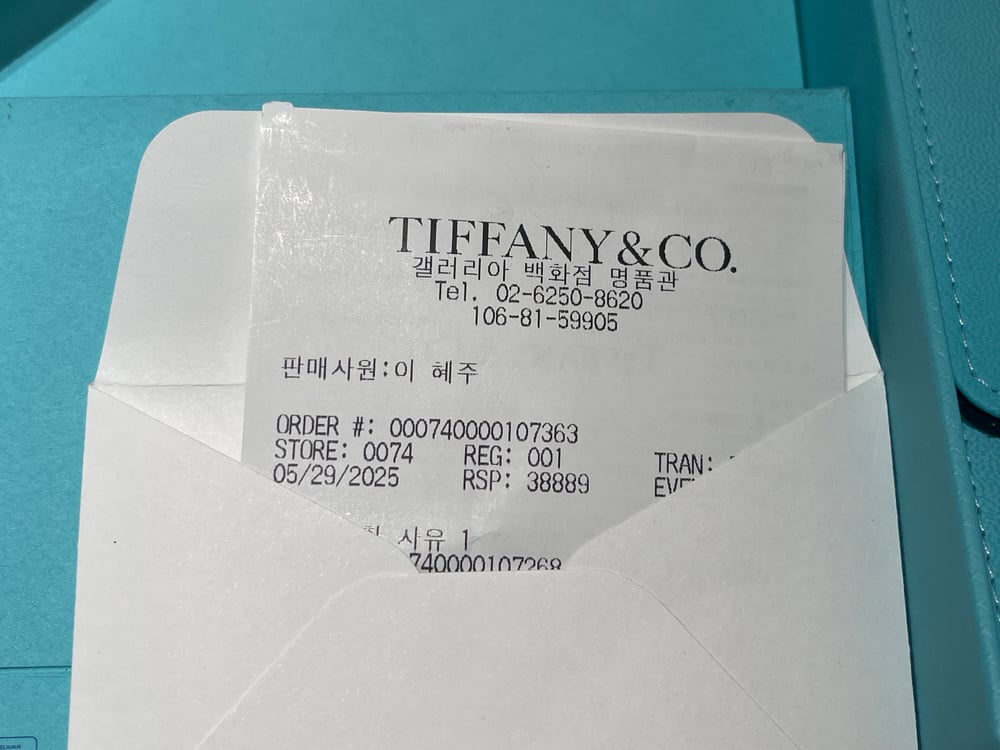 TIFFANY&CO.
갤러리아 백화점 명품관
Tel. 02-6250-8620
106-81-59905
판매사원:이 혜주
ORDER #: 000740000107363
STORE: 0074 REG: 001 TRAN:
05/29/2025 RSP: 38889
사유 1
740000107268